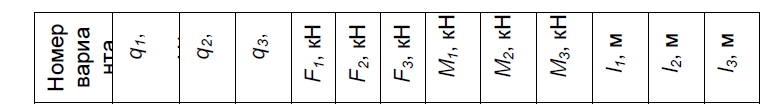 Номер
вариа
нта
q1,
q2,
q3,
F1, кН
F2, кН
F3, кН
M1, кН
M2, кН
M3, кН
l1, м
l2, м
l3, м